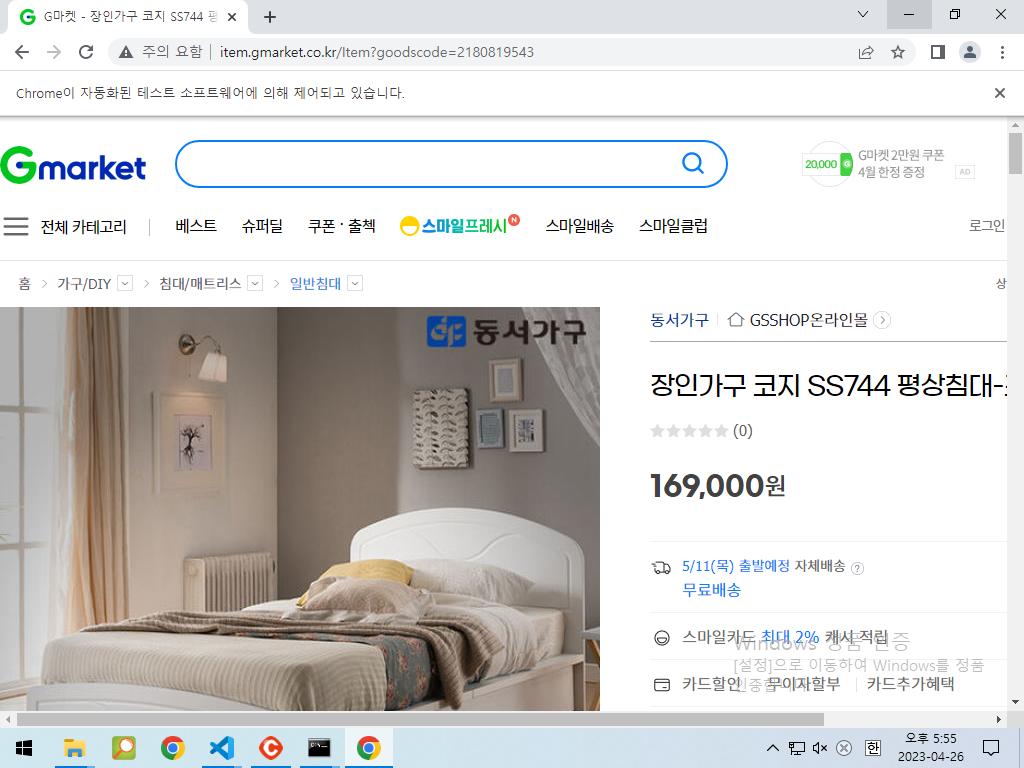 G마켓 - 장인가구 코지 SS744 평
주의 요함
item.gmarket.co.kr/Item?goodscode=2180819543
Chrome이 자동화된 테스트 소프트웨어에 의해 제어되고 있습니다.
Gmarket
20,000
G마켓 2만원 쿠폰
4월 한정 증정
AD
전체 카테고리
베스트
슈퍼딜
쿠폰 · 출첵
스마일프레시
N
스마일배송
스마일클럽
로그인
홈
가구/DIY
침대/매트리스
일반침대
상
동서가구
동서가구
GSSHOP온라인몰
장인가구 코지 SS744 평상침대-
(0)
169,000원
5/11(목) 출발예정 자체배송
무료배송
스마일카드 최대 2% 캐시 적립
Windows 정품 인증
[설정]으로 이동하여 Windows를 정품
카드할인
무이자할부
카드추가혜택
한
오후 5:55
2023-04-26